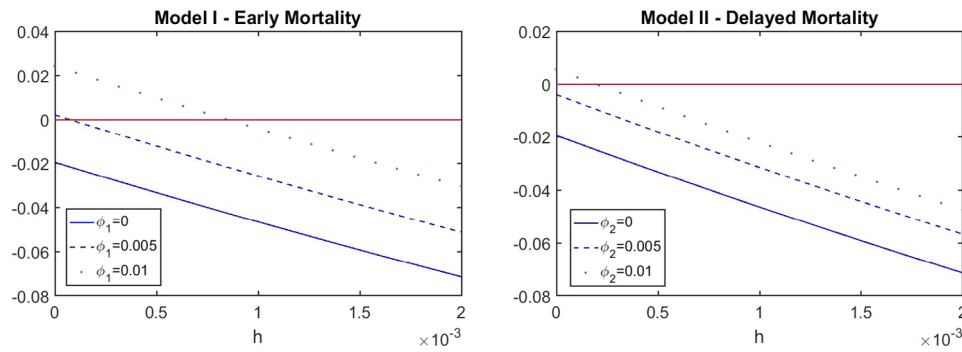 Model I - Early Mortality
0.04
0.02
0
-0.02
-0.04
-0.06
-0.08
ϕ₁=0
ϕ₁=0.005
ϕ₁=0.01
0 0.5 1 1.5 2
h
×10⁻³
Model II - Delayed Mortality
0.02
0
-0.02
-0.04
-0.06
-0.08
ϕ₂=0
ϕ₂=0.005
ϕ₂=0.01
0 0.5 1 1.5 2
h
×10⁻³